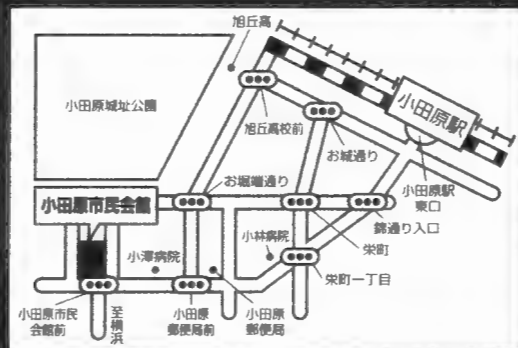 旭丘高
小田原城址公園
小田原駅
旭丘高校前
お城通り
小田原駅
東口
お堀端通り
小田原市民会館
錦通り入口
栄町
小林病院
小澤病院
栄町一丁目
小田原市民
会館前
至横浜
小田原
郵便局前
小田原
郵便局